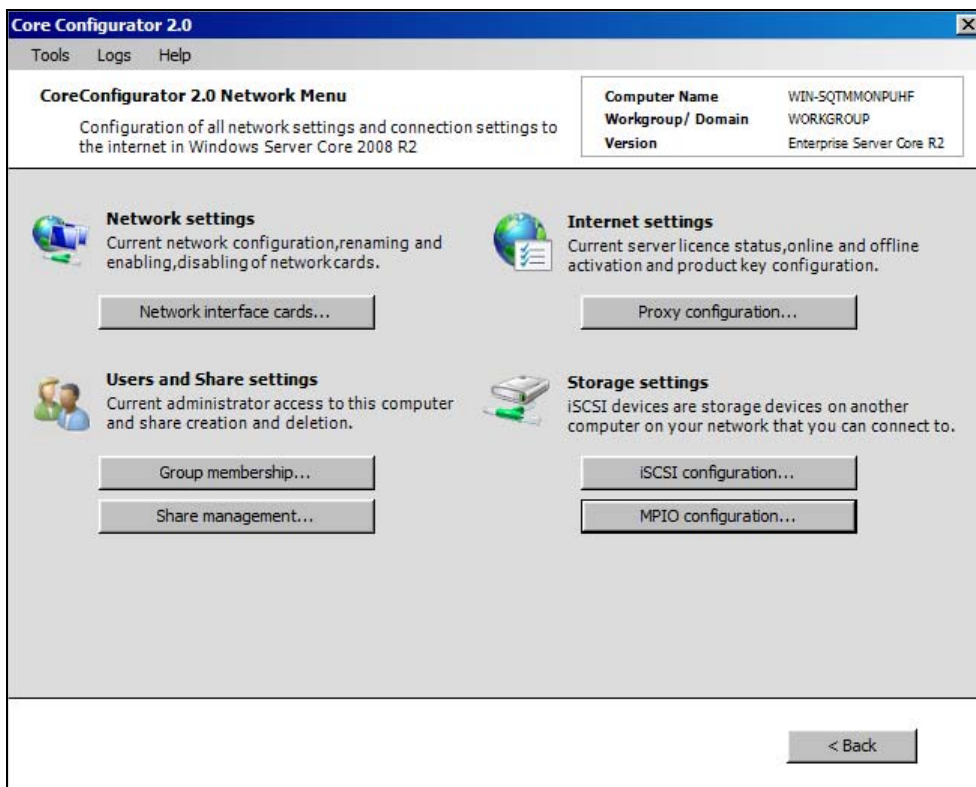 Core Configurator 2.0
Tools Logs Help
CoreConfigurator 2.0 Network Menu
Configuration of all network settings and connection settings to
the internet in Windows Server Core 2008 R2
Computer Name WIN-SQTMMONPUHF
Workgroup/ Domain WORKGROUP
Version Enterprise Server Core R2
Network settings
Current network configuration,renaming and
enabling,disabling of networkcards.
Network interface cards...
Internet settings
Current server licence status,online and offline
activation and product key configuration.
Proxy configuration...
Users and Share settings
Current administrator access to this computer
and share creation and deletion.
Group membership...
Share management...
Storage settings
iSCSI devices are storage devices on another
computer on your network that you can connect to.
iSCSI configuration...
MPIO configuration...
< Back